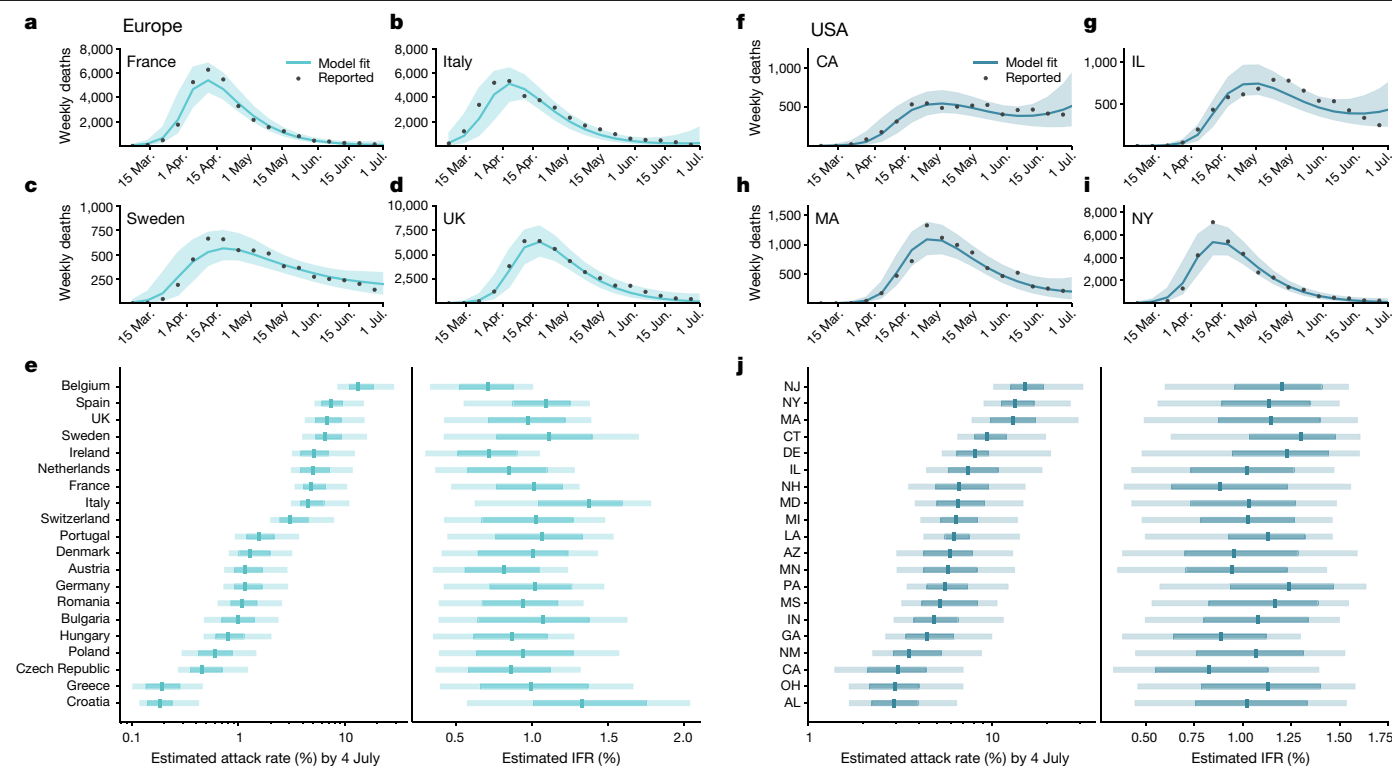 a
Europe
8,000
6,000
4,000
2,000
Weekly deaths
France
Model fit
Reported
15 Mar.
1 Apr.
15 Apr.
1 May
15 May
1 Jun.
15 Jun.
1 Jul.
b
8,000
6,000
4,000
2,000
Italy
15 Mar.
1 Apr.
15 Apr.
1 May
15 May
1 Jun.
15 Jun.
1 Jul.
c
1,000
750
500
250
Weekly deaths
Sweden
15 Mar.
1 Apr.
15 Apr.
1 May
15 May
1 Jun.
15 Jun.
1 Jul.
d
10,000
7,500
5,000
2,500
UK
15 Mar.
1 Apr.
15 Apr.
1 May
15 May
1 Jun.
15 Jun.
1 Jul.
e
Belgium
Spain
UK
Sweden
Ireland
Netherlands
France
Italy
Switzerland
Portugal
Denmark
Austria
Germany
Romania
Bulgaria
Hungary
Poland
Czech Republic
Greece
Croatia
0.1 1 10
Estimated attack rate (%) by 4 July
0.5 1.0 1.5 2.0
Estimated IFR (%)
f
USA
1,000
500
Weekly deaths
CA
Model fit
Reported
15 Mar.
1 Apr.
15 Apr.
1 May
15 May
1 Jun.
15 Jun.
1 Jul.
g
1,000
500
IL
15 Mar.
1 Apr.
15 Apr.
1 May
15 May
1 Jun.
15 Jun.
1 Jul.
h
1,500
1,000
500
Weekly deaths
MA
15 Mar.
1 Apr.
15 Apr.
1 May
15 May
1 Jun.
15 Jun.
1 Jul.
i
8,000
6,000
4,000
2,000
NY
15 Mar.
1 Apr.
15 Apr.
1 May
15 May
1 Jun.
15 Jun.
1 Jul.
j
NJ
NY
MA
CT
DE
IL
NH
MD
MI
LA
AZ
MN
PA
MS
IN
GA
NM
CA
OH
AL
1 10
Estimated attack rate (%) by 4 July
0.50 0.75 1.00 1.25 1.50 1.75
Estimated IFR (%)